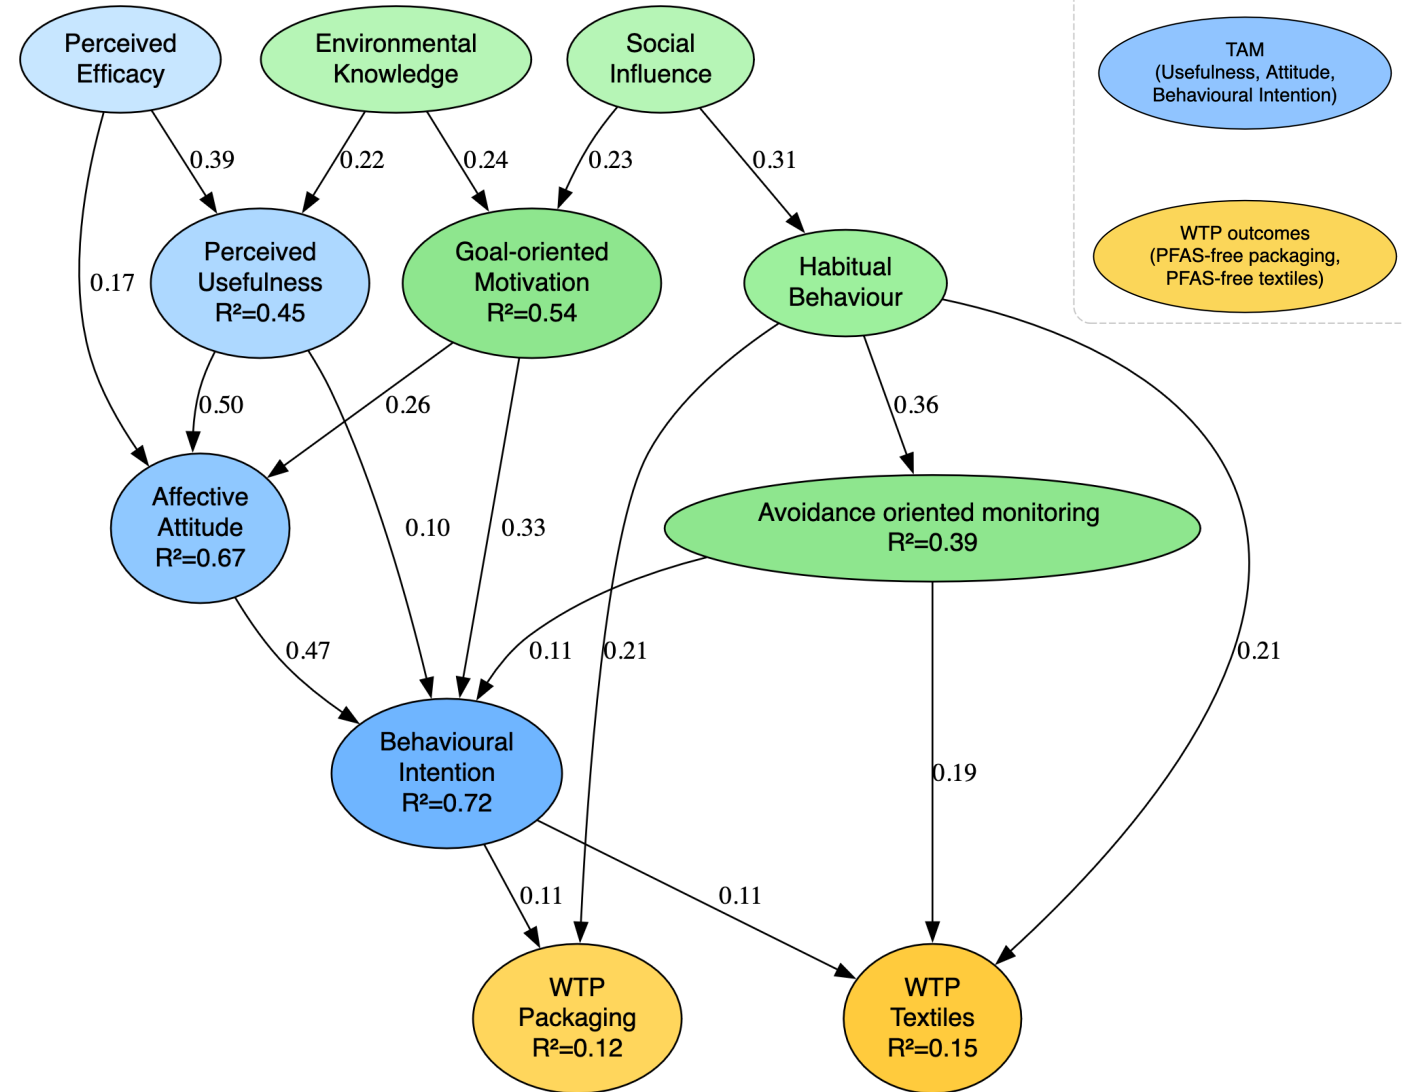 Perceived
Efficacy
Environmental
Knowledge
Social
Influence
TAM
(Usefulness, Attitude,
Behavioural Intention)
0.39
0.22
0.24
0.23
0.31
WTP outcomes
(PFAS-free packaging,
PFAS-free textiles)
0.17
Perceived
Usefulness
R²=0.45
Goal-oriented
Motivation
R²=0.54
Habitual
Behaviour
0.50
0.26
0.36
Affective
Attitude
R²=0.67
0.10
0.33
Avoidance oriented monitoring
R²=0.39
0.47
0.11
0.21
0.21
Behavioural
Intention
R²=0.72
0.19
0.11
0.11
WTP
Packaging
R²=0.12
WTP
Textiles
R²=0.15